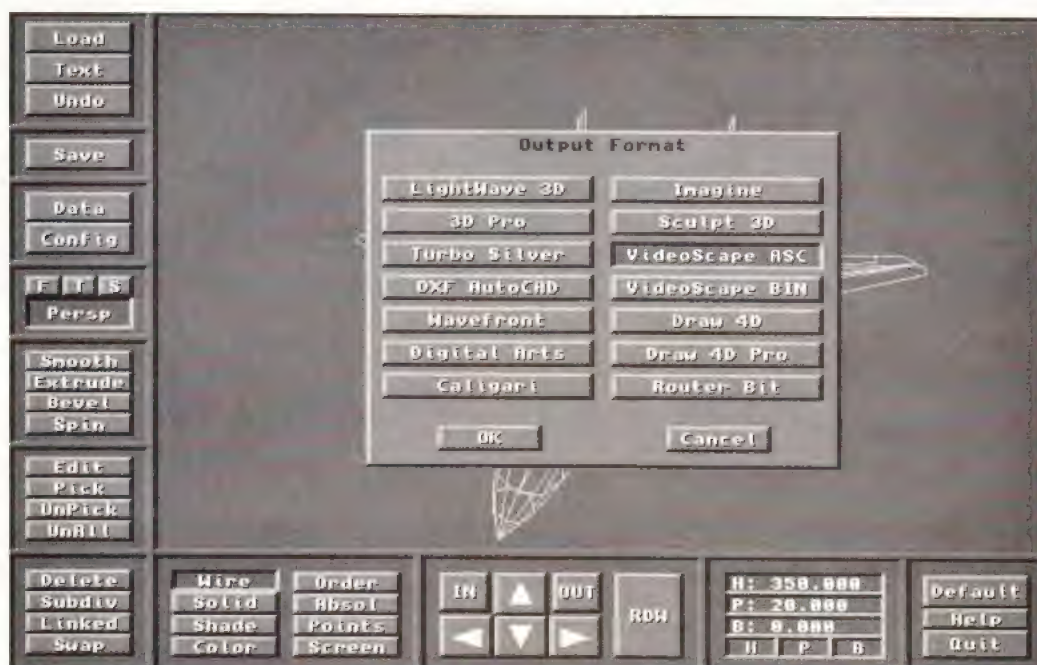 Load
Text
Undo
Save
Data
Config
F T S
Persp
Smooth
Extrude
Bevel
Spin
Edit
Pick
UnPick
UnAll
Delete
Subdiv
Linked
Swap
Output Format
LightWave 3D
Imagine
3D Pro
Sculpt 3D
Turbo Silver
VideoScape ASC
DXF AutoCAD
VideoScape BIN
Wavefront
Draw 4D
Digital Arts
Draw 4D Pro
Caligari
Router Bit
OK
Cancel
Wire
Order
Solid
Absol
Shade
Points
Color
Screen
IN
OUT
RDW
H: 350.000
P: 20.000
B: 0.000
H P B
Default
Help
Quit